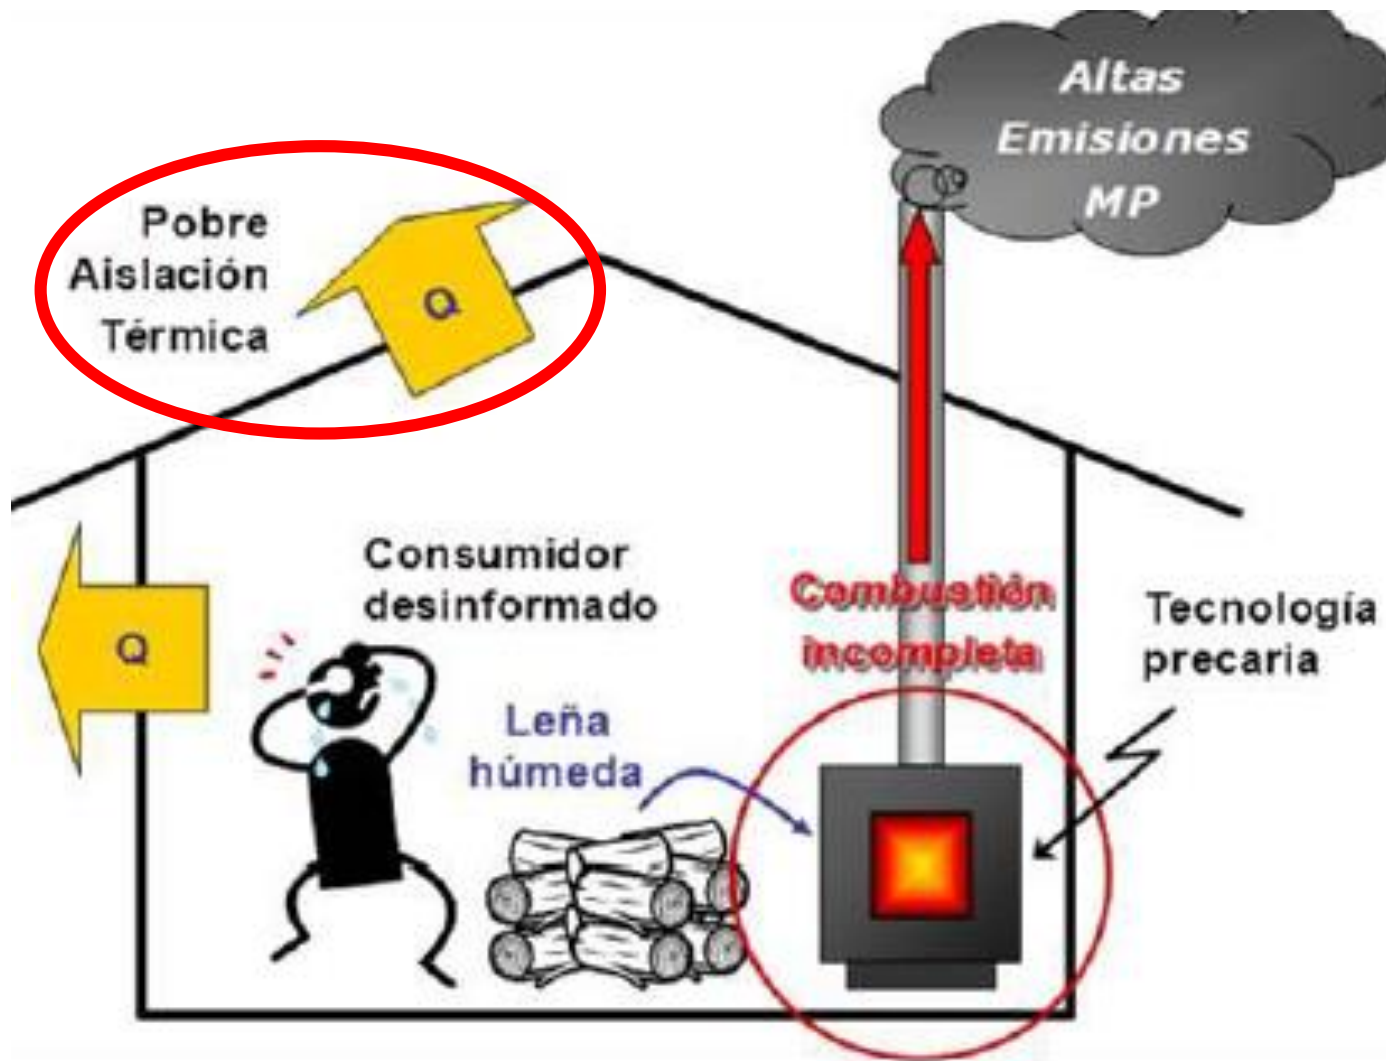 Altas
Emisiones
MP
Pobre
Aislación
Térmica
Q
Consumidor
desinformado
Combustión
incompleta
Tecnología
precaria
Q
Leña
húmeda